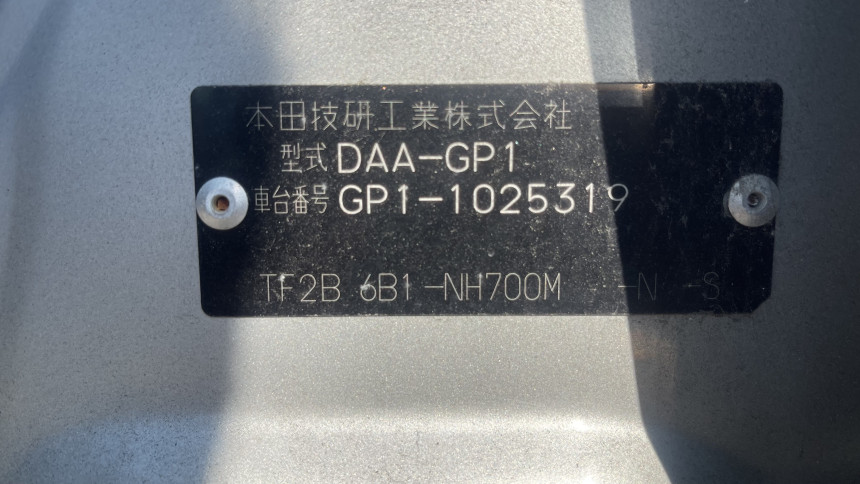 本田技研工業株式会社
型式 DAA-GP1
車台番号 GP1-1025319
TF2B 6B1-NH700M -N -S